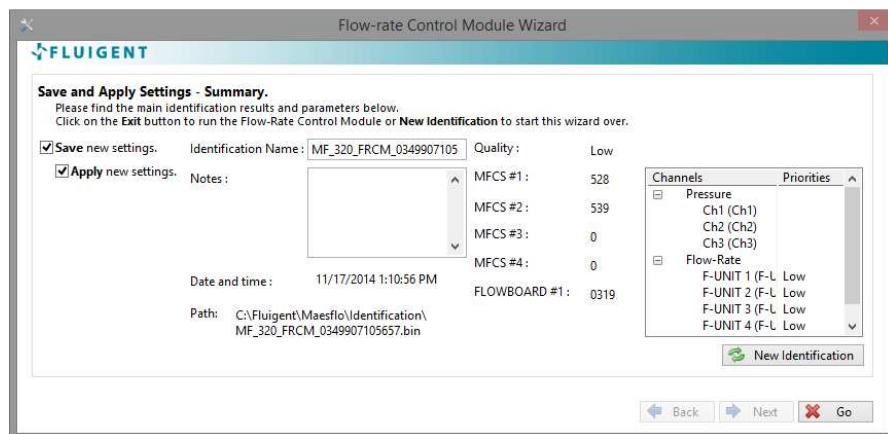 Flow-rate Control Module Wizard
FLUIGENT
Save and Apply Settings - Summary.
Please find the main identification results and parameters below.
Click on the Exit button to run the Flow-Rate Control Module or New Identification to start this wizard over.
Save new settings.
Apply new settings.
Identification Name : MF_320_FRCM_0349907105
Notes :
Date and time : 11/17/2014 1:10:56 PM
Path: C:\Fluigent\Maesflo\Identification\
MF_320_FRCM_0349907105657.bin
Quality : Low
MFCS #1 : 528
MFCS #2 : 539
MFCS #3 : 0
MFCS #4 : 0
FLOWBOARD #1 : 0319
Channels Priorities
Pressure
Ch1 (Ch1)
Ch2 (Ch2)
Ch3 (Ch3)
Flow-Rate
F-UNIT 1 (F-U Low
F-UNIT 2 (F-U Low
F-UNIT 3 (F-U Low
F-UNIT 4 (F-U Low
New Identification
Back Next Go